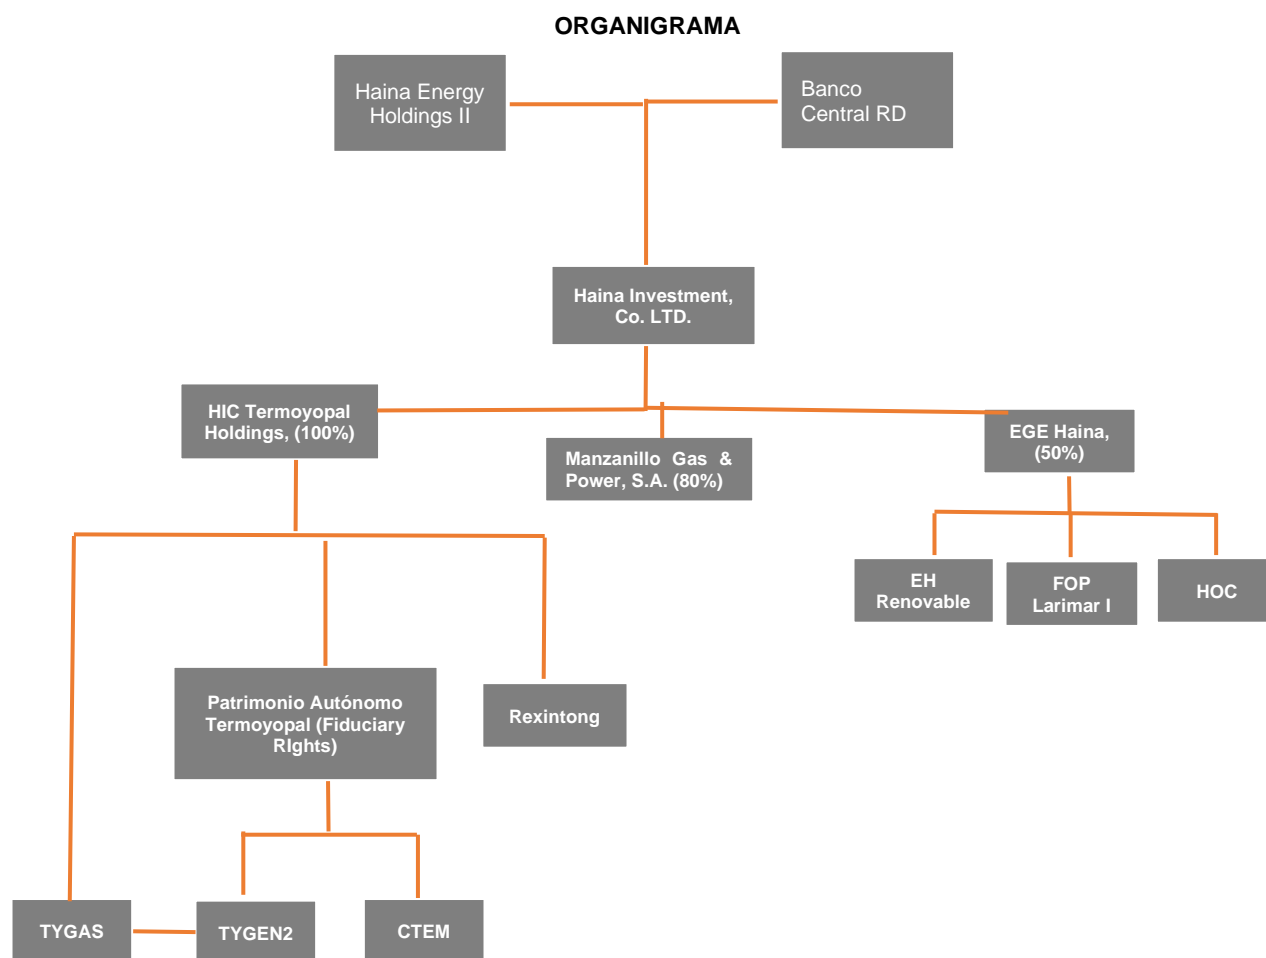 ORGANIGRAMA
Haina Energy
Holdings II
Banco
Central RD
Haina Investment,
Co. LTD.
HIC Termoyopal
Holdings, (100%)
Manzanillo Gas &
Power, S.A. (80%)
EGE Haina,
(50%)
EH
Renovable
FOP
Larimar I
HOC
Patrimonio Autónomo
Termoyopal (Fiduciary
RIghts)
Rexintong
TYGAS
TYGEN2
CTEM